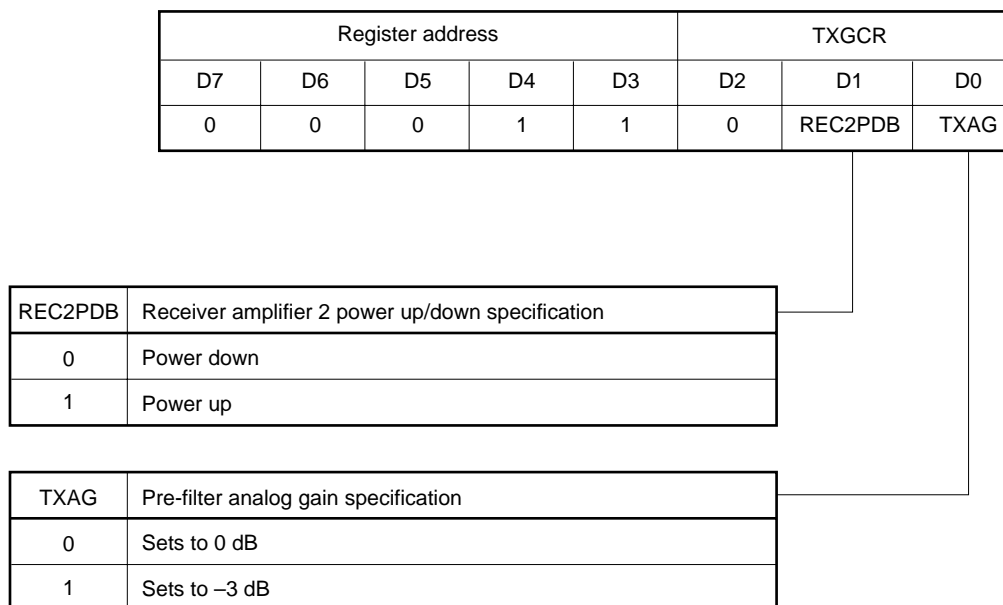 Register address TXGCR
D7 D6 D5 D4 D3 D2 D1 D0
0 0 0 1 1 0 REC2PDB TXAG
REC2PDB Receiver amplifier 2 power up/down specification
0 Power down
1 Power up
TXAG Pre-filter analog gain specification
0 Sets to 0 dB
1 Sets to –3 dB